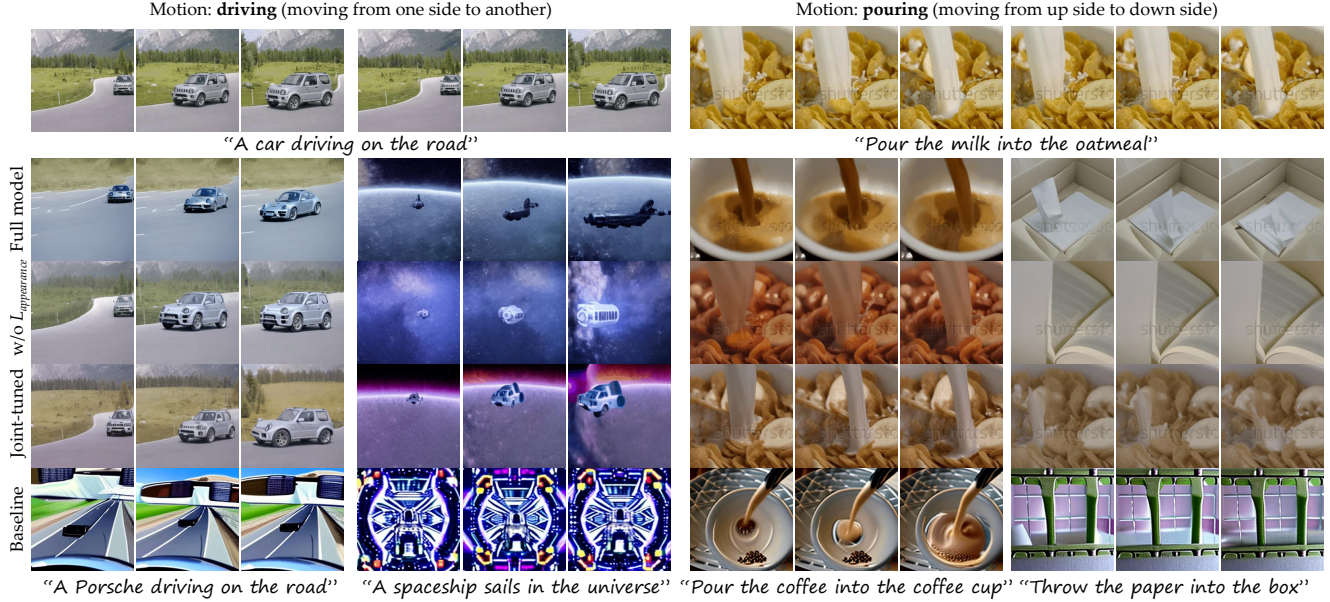 Motion: driving (moving from one side to another)
Motion: pouring (moving from up side to down side)
“A car driving on the road”
“Pour the milk into the oatmeal”
Full model
w/o L_appearance
Joint-tuned
Baseline
“A Porsche driving on the road”
“A spaceship sails in the universe”
“Pour the coffee into the coffee cup”
“Throw the paper into the box”